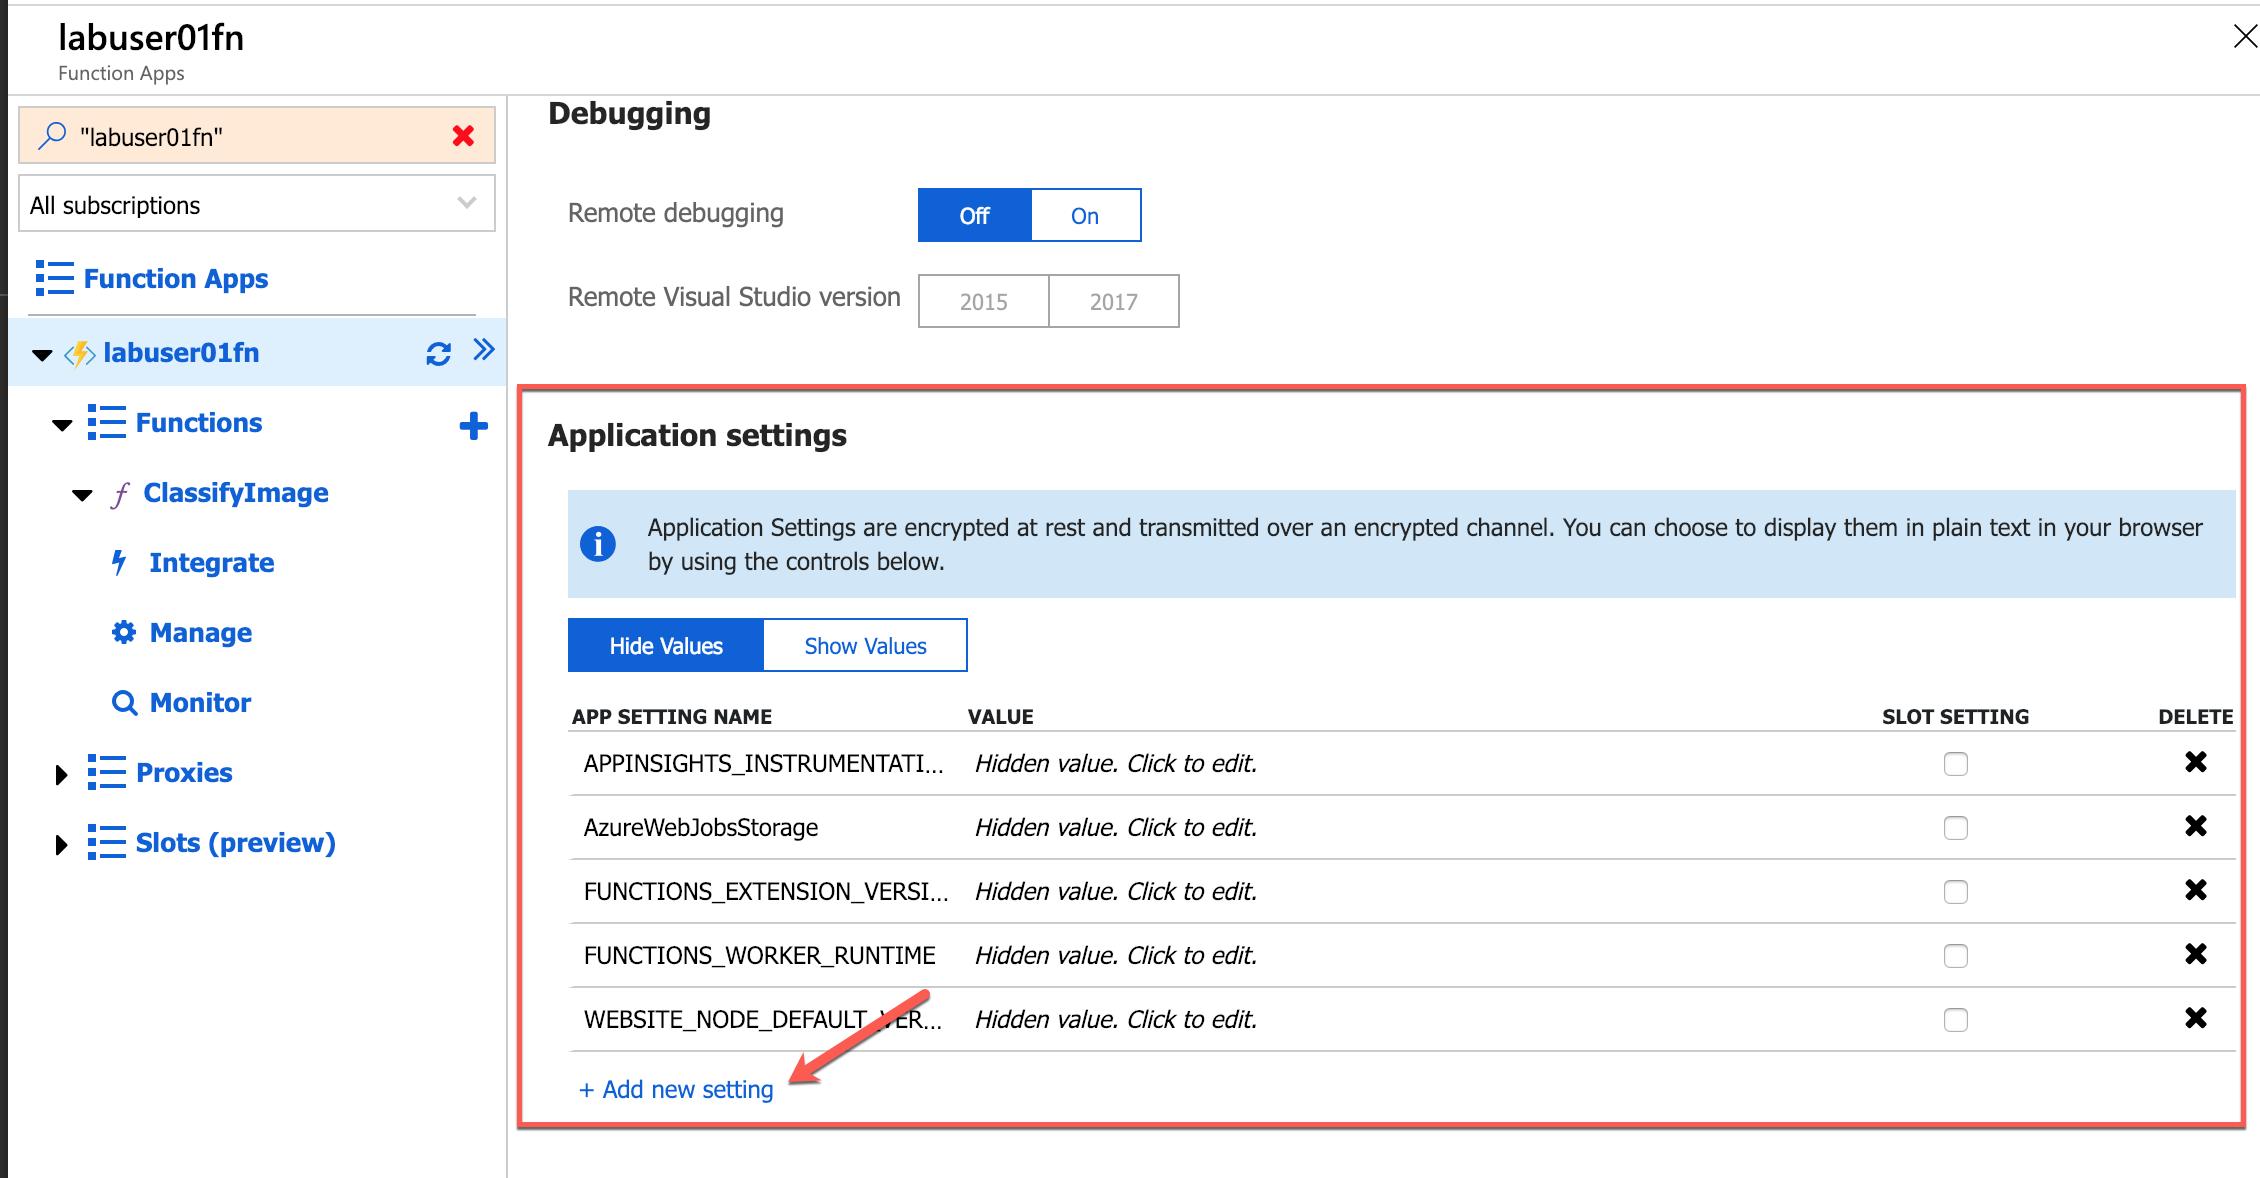 labuser01fn
Function Apps
"labuser01fn"
All subscriptions
Function Apps
labuser01fn
Functions
ClassifyImage
Integrate
Manage
Monitor
Proxies
Slots (preview)
Debugging
Remote debugging
Off On
Remote Visual Studio version
2015 2017
Application settings
Application Settings are encrypted at rest and transmitted over an encrypted channel. You can choose to display them in plain text in your browser
by using the controls below.
Hide Values Show Values
APP SETTING NAME VALUE SLOT SETTING DELETE
APPINSIGHTS_INSTRUMENTATI... Hidden value. Click to edit.
AzureWebJobsStorage Hidden value. Click to edit.
FUNCTIONS_EXTENSION_VERSI... Hidden value. Click to edit.
FUNCTIONS_WORKER_RUNTIME Hidden value. Click to edit.
WEBSITE_NODE_DEFAULT_VER... Hidden value. Click to edit.
+ Add new setting